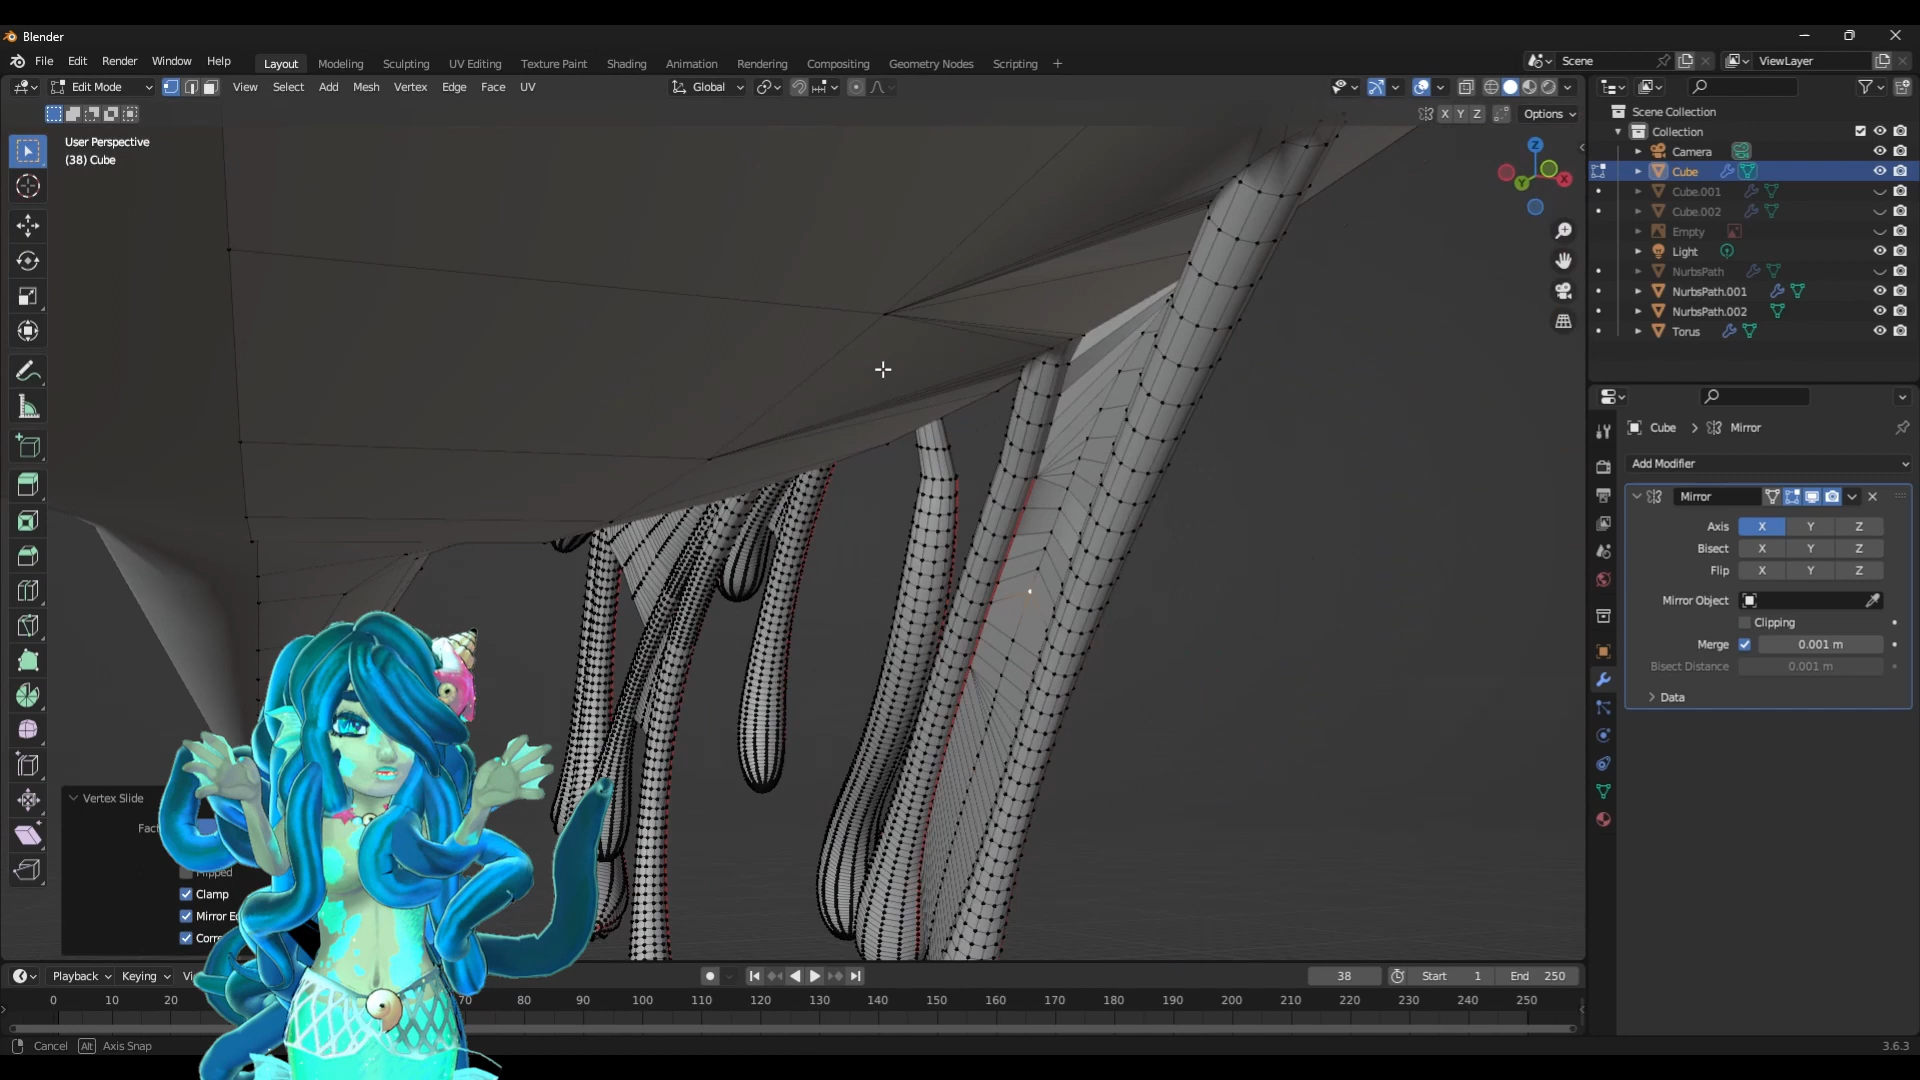 Blender
File Edit Render Window Help Layout Modeling Sculpting UV Editing Texture Paint Shading Animation Rendering Compositing Geometry Nodes Scripting + Scene ViewLayer
Edit Mode View Select Add Mesh Vertex Edge Face UV Global
X Y Z Options
User Perspective
(38) Cube
Z
Y
X
Scene Collection
Collection
Camera
Cube
Cube.001
Cube.002
Empty
Light
NurbsPath
NurbsPath.001
NurbsPath.002
Torus
Cube > Mirror
Add Modifier
Mirror
Axis X Y Z
Bisect X Y Z
Flip X Y Z
Mirror Object
Clipping
Merge 0.001 m
Bisect Distance 0.001 m
Data
Vertex Slide
Clamp
Playback Keying 38 Start 1 End 250
0 10 20 70 80 90 100 110 120 130 140 150 160 170 180 190 200 210 220 230 240 250
Cancel Alt Axis Snap 3.6.3